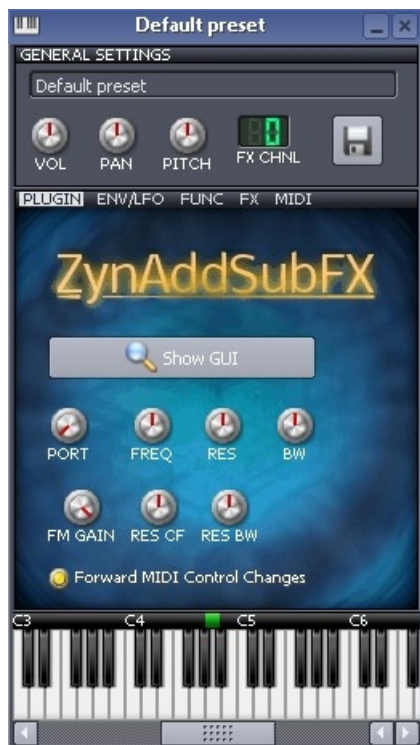 Default preset
GENERAL SETTINGS
Default preset
VOL PAN PITCH FX CHNL
0
PLUGIN ENV/LFO FUNC FX MIDI
ZynAddSubFX
Show GUI
PORT FREQ RES BW
FM GAIN RES CF RES BW
Forward MIDI Control Changes
C3 C4 C5 C6